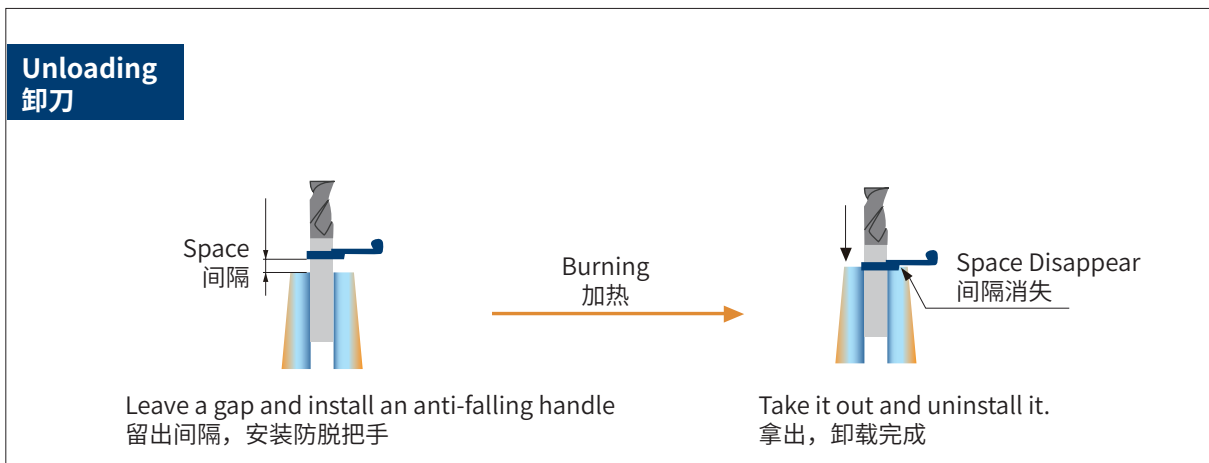 Unloading
卸刀
Space
间隔
Burning
加热
Space Disappear
间隔消失
Leave a gap and install an anti-falling handle
留出间隔，安装防脱把手
Take it out and uninstall it.
拿出，卸载完成